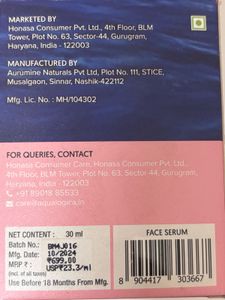 MARKETED BY
Honasa Consumer Pvt. Ltd., 4th Floor, BLM
Tower, Plot No. 63, Sector-44, Gurugram,
Haryana, India - 122003
MANUFACTURED BY
Aurumine Naturals Pvt Ltd, Plot No. 111, STICE,
Musalgaon, Sinnar, Nashik-422112
Mfg. Lic. No. : MH/104302
FOR QUERIES, CONTACT
Honasa Consumer Care, Honasa Consumer Pvt. Ltd.,
4th Floor, BLM Tower, Plot No. 63, Sector-44, Gurugram,
Haryana, India - 122003
+91 89018 85533
care@aqualogica.in
NET CONTENT : 30 ml
Batch No.: BM4J016
Mfg. Date: 10/2024
MRP ₹ : ₹699.00
(incl. of all taxes) USP₹23.3/ml
Use Before 18 Months From Mfg.
FACE SERUM
8 904417 303667